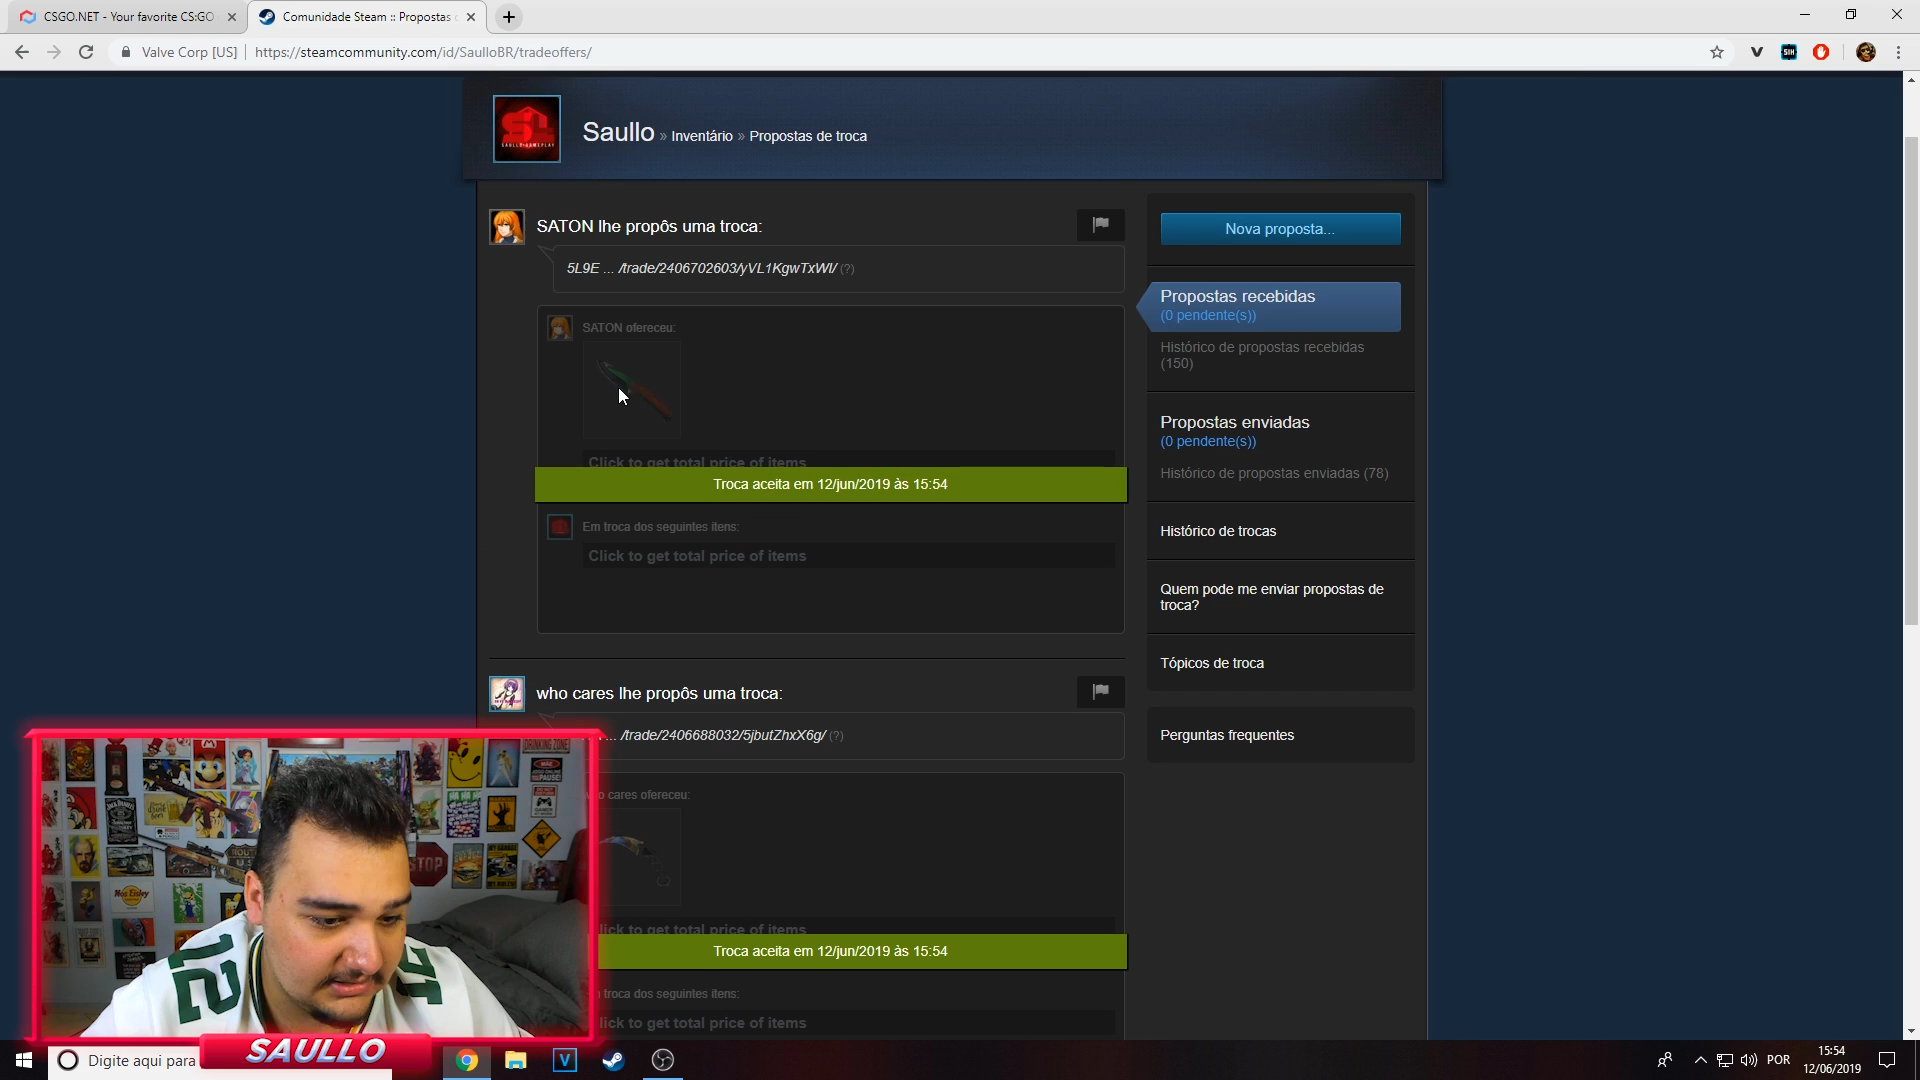 CSGO.NET - Your favorite CS:GO
Comunidade Steam :: Propostas
Valve Corp [US]
https://steamcommunity.com/id/SaulloBR/tradeoffers/
Saullo » Inventário » Propostas de troca
SATON lhe propôs uma troca:
5L9E ... /trade/2406702603/yVL1KgwTxWI/ (?)
SATON ofereceu:
Click to get total price of items
Troca aceita em 12/jun/2019 às 15:54
Em troca dos seguintes itens:
Click to get total price of items
who cares lhe propôs uma troca:
... /trade/2406688032/5jbutZhxX6g/ (?)
cares ofereceu:
Click to get total price of items
Troca aceita em 12/jun/2019 às 15:54
troca dos seguintes itens:
Click to get total price of items
Nova proposta...
Propostas recebidas
(0 pendente(s))
Histórico de propostas recebidas
(150)
Propostas enviadas
(0 pendente(s))
Histórico de propostas enviadas (78)
Histórico de trocas
Quem pode me enviar propostas de
troca?
Tópicos de troca
Perguntas frequentes
STOP
12
SAULLO
Digite aqui para
POR
15:54
12/06/2019